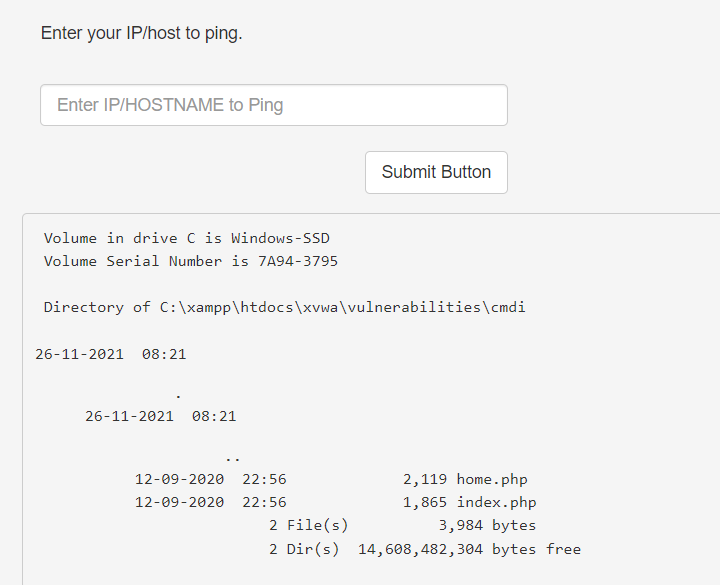 Enter your IP/host to ping.
Enter IP/HOSTNAME to Ping
Submit Button
Volume in drive C is Windows-SSD
Volume Serial Number is 7A94-3795
Directory of C:\xampp\htdocs\xvwa\vulnerabilities\cmdi
26-11-2021  08:21
.
26-11-2021  08:21
..
12-09-2020  22:56             2,119 home.php
12-09-2020  22:56             1,865 index.php
2 File(s)          3,984 bytes
2 Dir(s)  14,608,482,304 bytes free